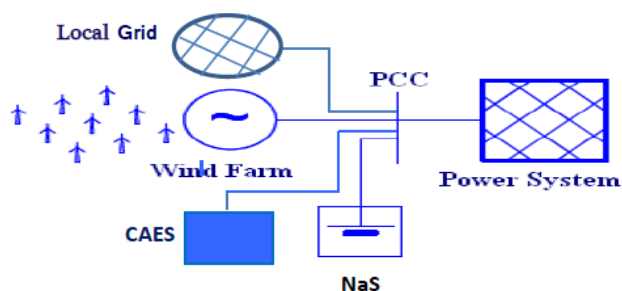 Local Grid
PCC
Wind Farm
Power System
CAES
NaS